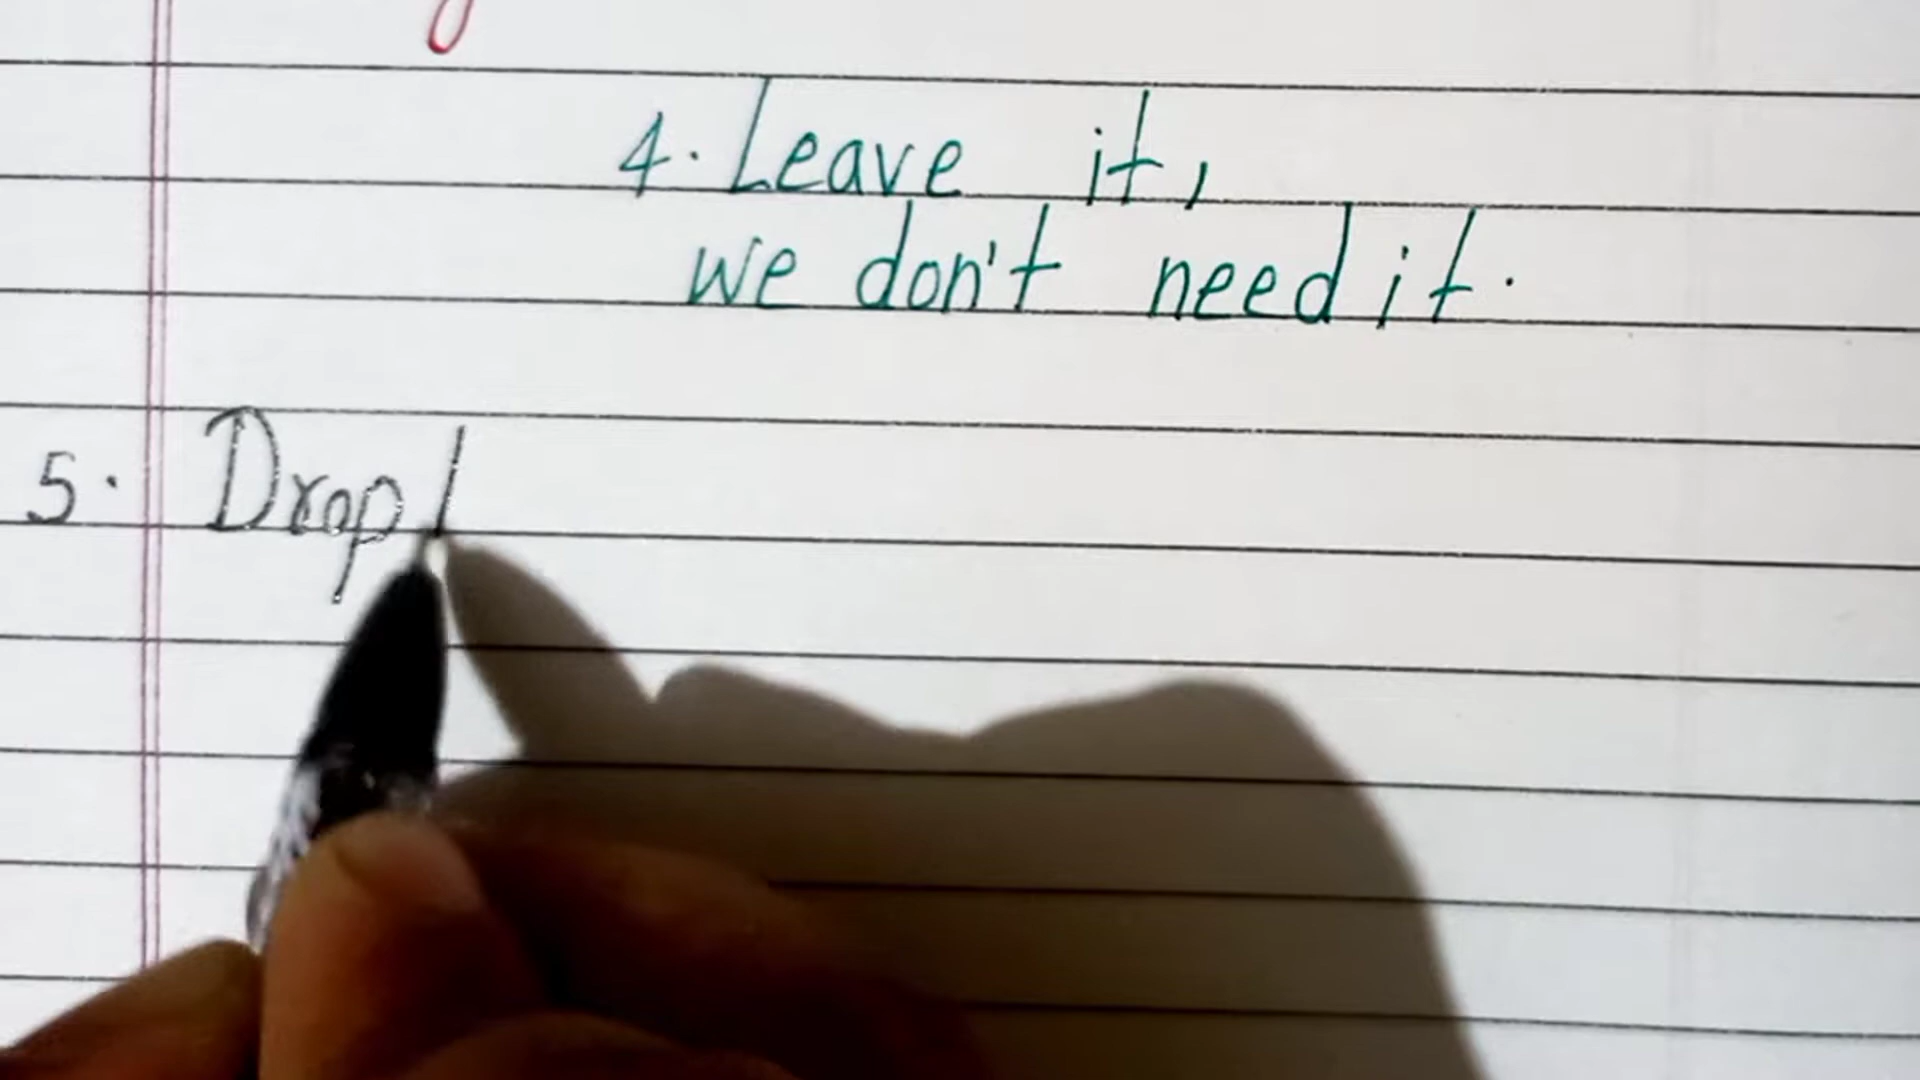 4. Leave it,
we don't need it.
5. Drop